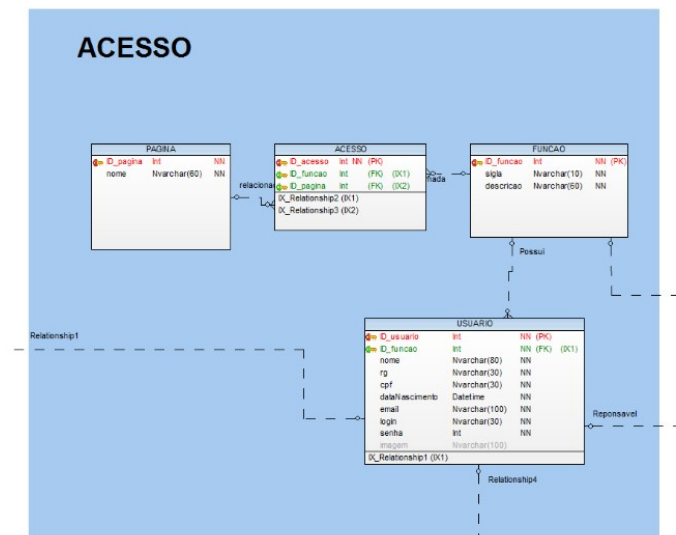 ACESSO
PAGINA
ID_pagina Int NN
nome Nvarchar(60) NN
ACESSO
ID_acesso Int NN (PK)
ID_funcao Int (FK) (IX1)
ID_pagina Int (FK) (IX2)
IX_Relationship2 (IX1)
IX_Relationship3 (IX2)
relaciona
nada
FUNCAO
ID_funcao Int NN (PK)
sigla Nvarchar(10) NN
descricao Nvarchar(60) NN
Possui
Relationship1
USUARIO
ID_usuario Int NN (PK)
ID_funcao Int NN (FK) (IX1)
nome Nvarchar(80) NN
rg Nvarchar(30) NN
cpf Nvarchar(30) NN
dataNascimento Datetime NN
email Nvarchar(100) NN
login Nvarchar(30) NN
senha Int NN
imagem Nvarchar(100)
IX_Relationship1 (IX1)
Reponsavel
Relationship4